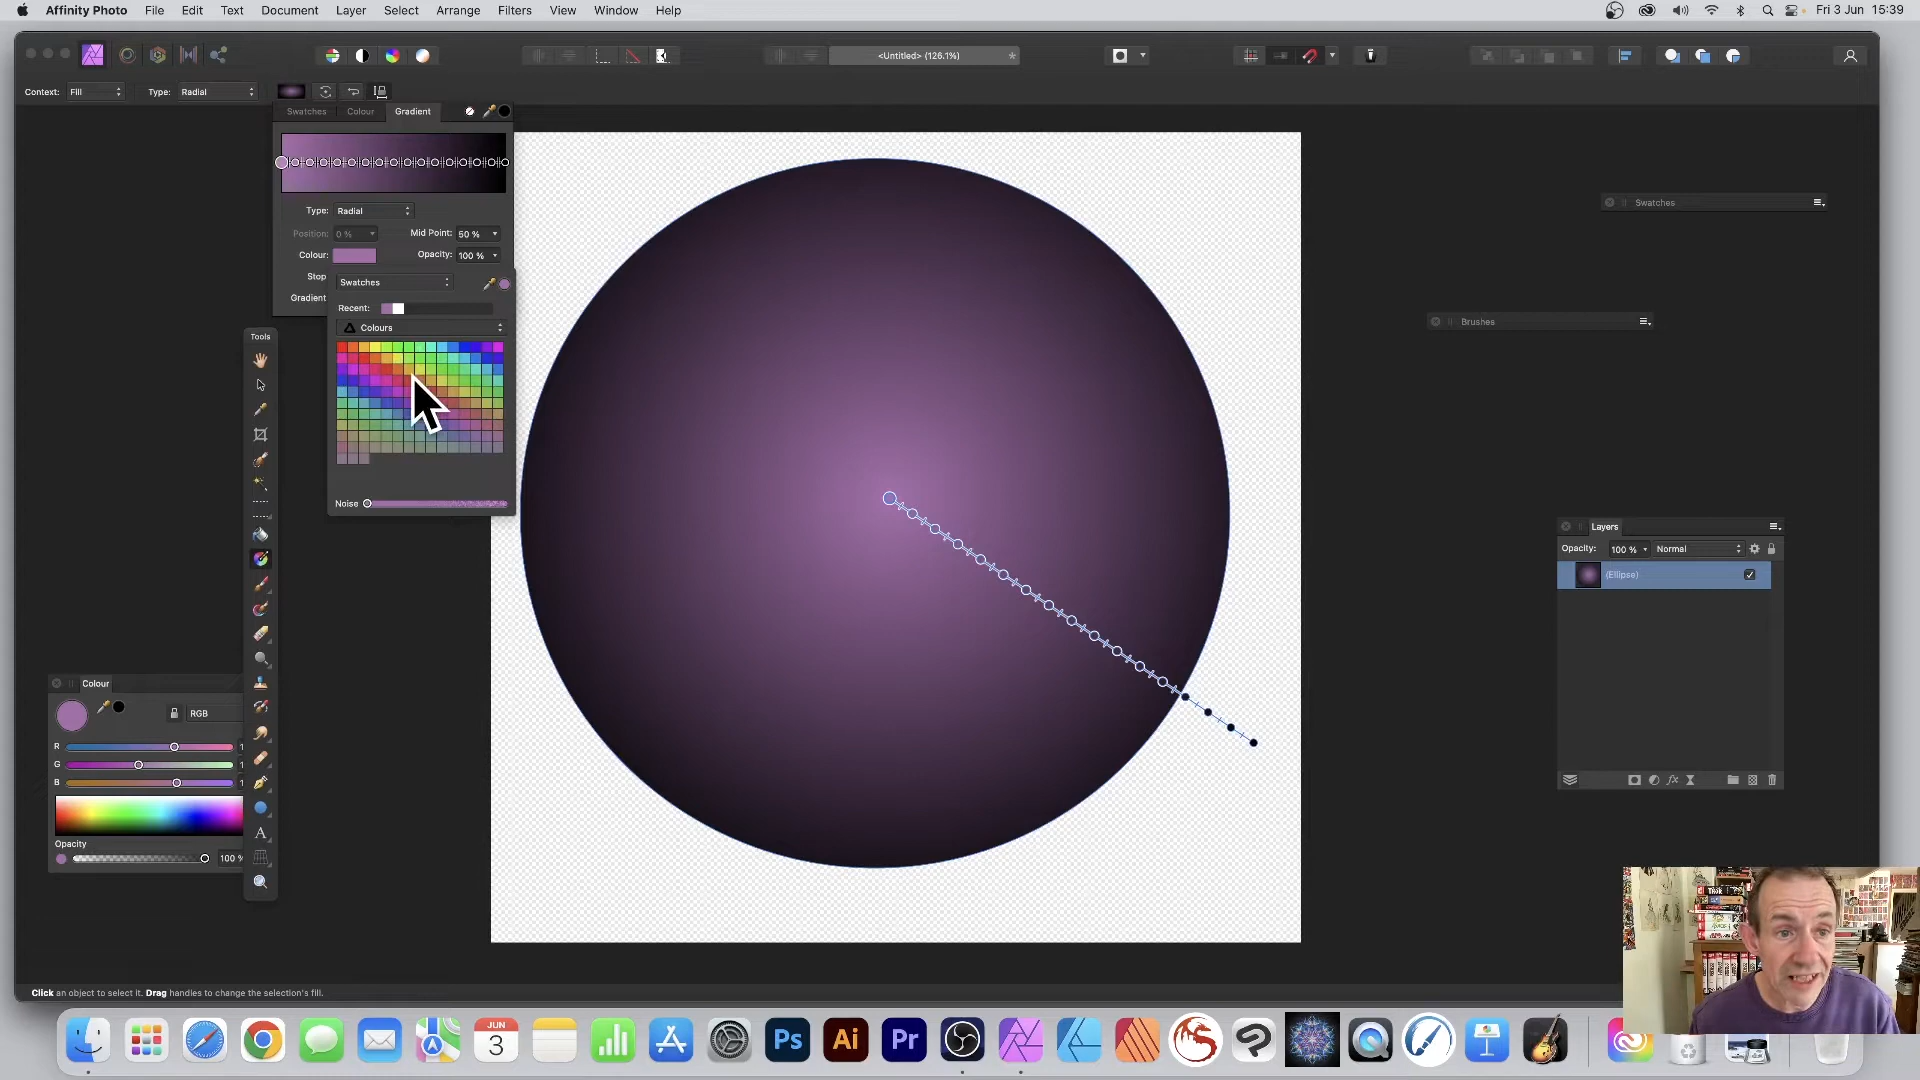 Affinity Photo File Edit Text Document Layer Select Arrange Filters View Window Help Fri 3 Jun 15:39
<Untitled> (126.1%) *
Context: Fill Type: Radial
Swatches Colour Gradient
Type: Radial
Position: 0 % Mid Point: 50 %
Colour: Opacity: 100 %
Stop
Gradient
Swatches
Recent:
Colours
Noise
Tools
Swatches
Brushes
Layers
Opacity: 100 % Normal
(Ellipse)
Colour
RGB
R 1
G 1
B 1
Opacity
100 %
A
Click an object to select it. Drag handles to change the selection's fill.
JUN
3
Ps
Ai
Pr